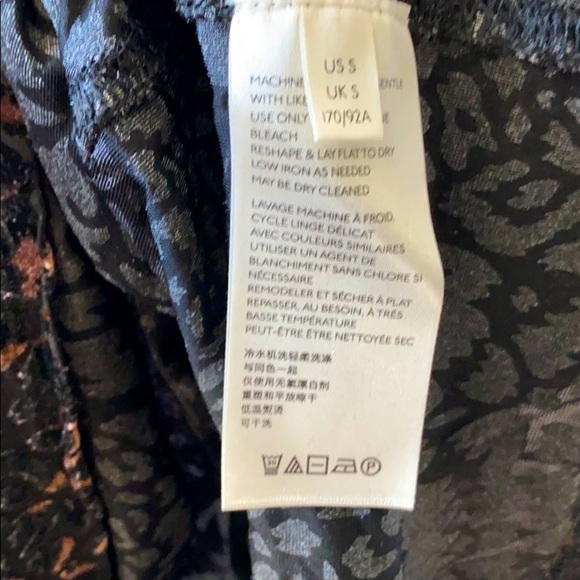 US S
UK S
170/92A
MACHINE ENTLE
WITH LIKE
USE ONLY NE
BLEACH
RESHAPE & LAY FLAT TO DRY
LOW IRON AS NEEDED
MAY BE DRY CLEANED
LAVAGE MACHINE À FROID,
CYCLE LINGE DÉLICAT
AVEC COULEURS SIMILAIRES
UTILISER UN AGENT DE
BLANCHIMENT SANS CHLORE SI
NÉCESSAIRE
REMODELER ET SÉCHER À PLAT
REPASSER, AU BESOIN, À TRÈS
BASSE TEMPÉRATURE
PEUT-ÊTRE ÊTRE NETTOYÉE SEC
冷水机洗轻柔洗涤
与同色一起
仅使用无氯漂白剂
重塑和平放晾干
低温熨烫
可干洗